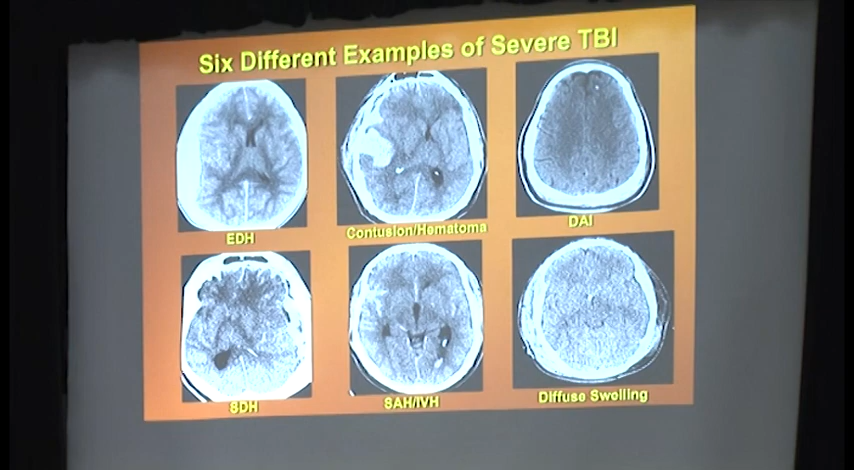 Six Different Examples of Severe TBI
EDH
Contusion/Hematoma
DAI
SDH
SAH/IVH
Diffuse Swelling